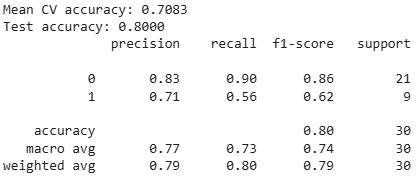 Mean CV accuracy: 0.7083
Test accuracy: 0.8000
precision recall f1-score support
0 0.83 0.90 0.86 21
1 0.71 0.56 0.62 9
accuracy 0.80 30
macro avg 0.77 0.73 0.74 30
weighted avg 0.79 0.80 0.79 30